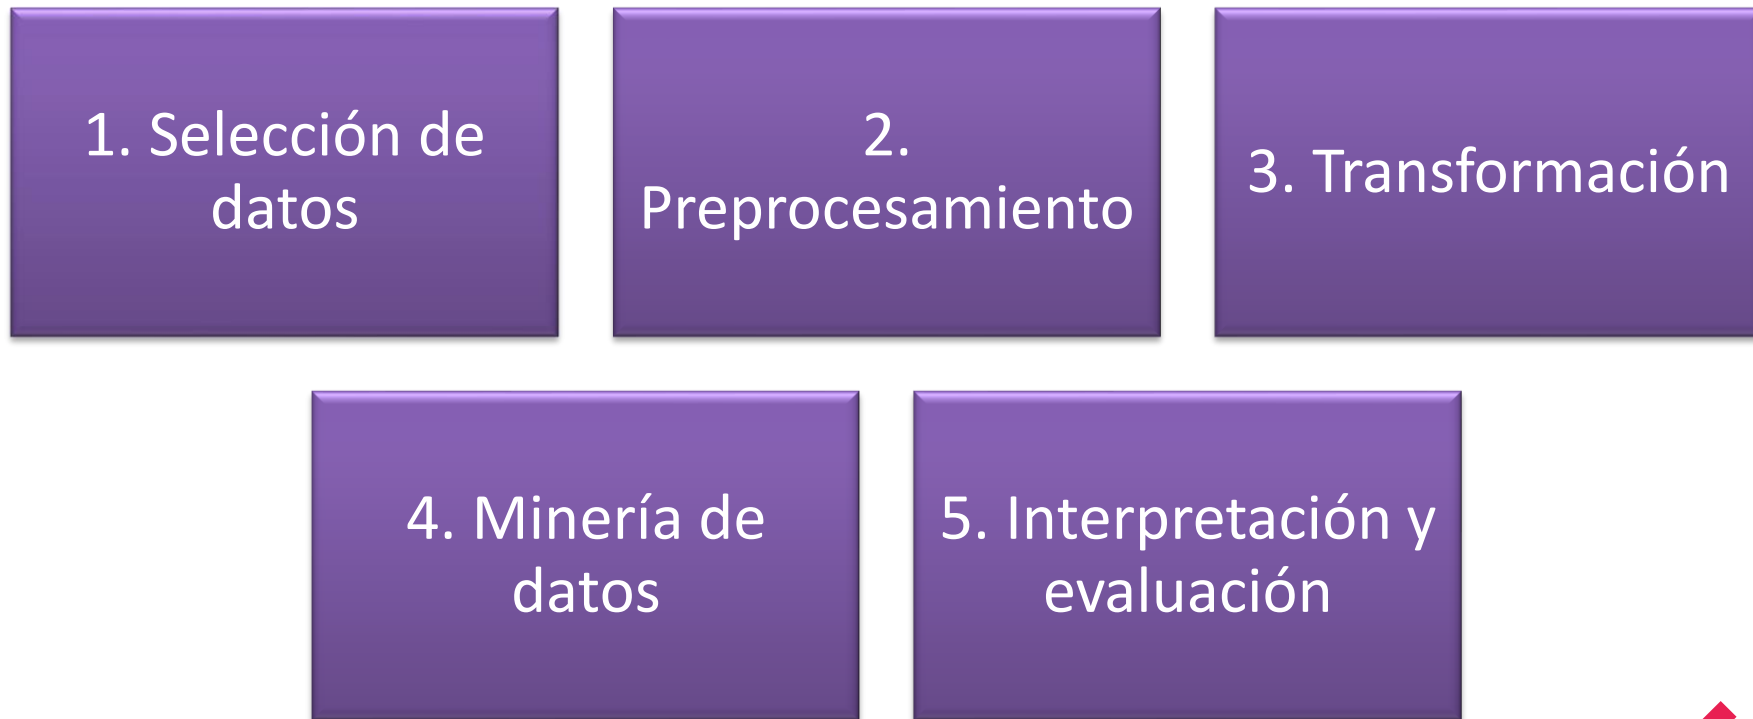 1. Selección de
datos
2.
Preprocesamiento
3. Transformación
4. Minería de
datos
5. Interpretación y
evaluación